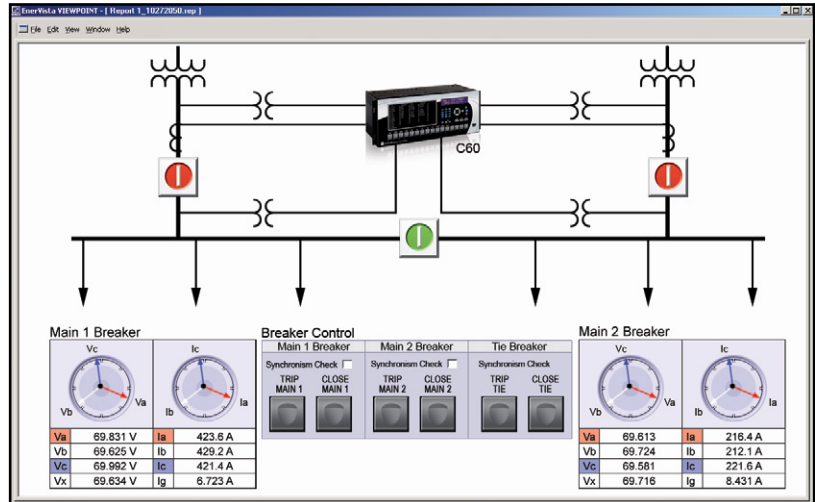 EnerVista VIEWPOINT - [ Report 1_10272050.rep ]
File Edit View Window Help
C60
Main 1 Breaker
Vc
Va
Vb
Ic
Ia
Ib
Va 69.831 V Ia 423.6 A
Vb 69.625 V Ib 429.2 A
Vc 69.992 V Ic 421.4 A
Vx 69.634 V Ig 6.723 A
Breaker Control
Main 1 Breaker Main 2 Breaker Tie Breaker
Synchronism Check Synchronism Check Synchronism Check
TRIP MAIN 1 CLOSE MAIN 1 TRIP MAIN 2 CLOSE MAIN 2 TRIP TIE CLOSE TIE
Main 2 Breaker
Vc
Va
Vb
Ic
Ia
Ib
Va 69.613 Ia 216.4 A
Vb 69.724 Ib 212.1 A
Vc 69.581 Ic 221.6 A
Vx 69.716 Ig 8.431 A